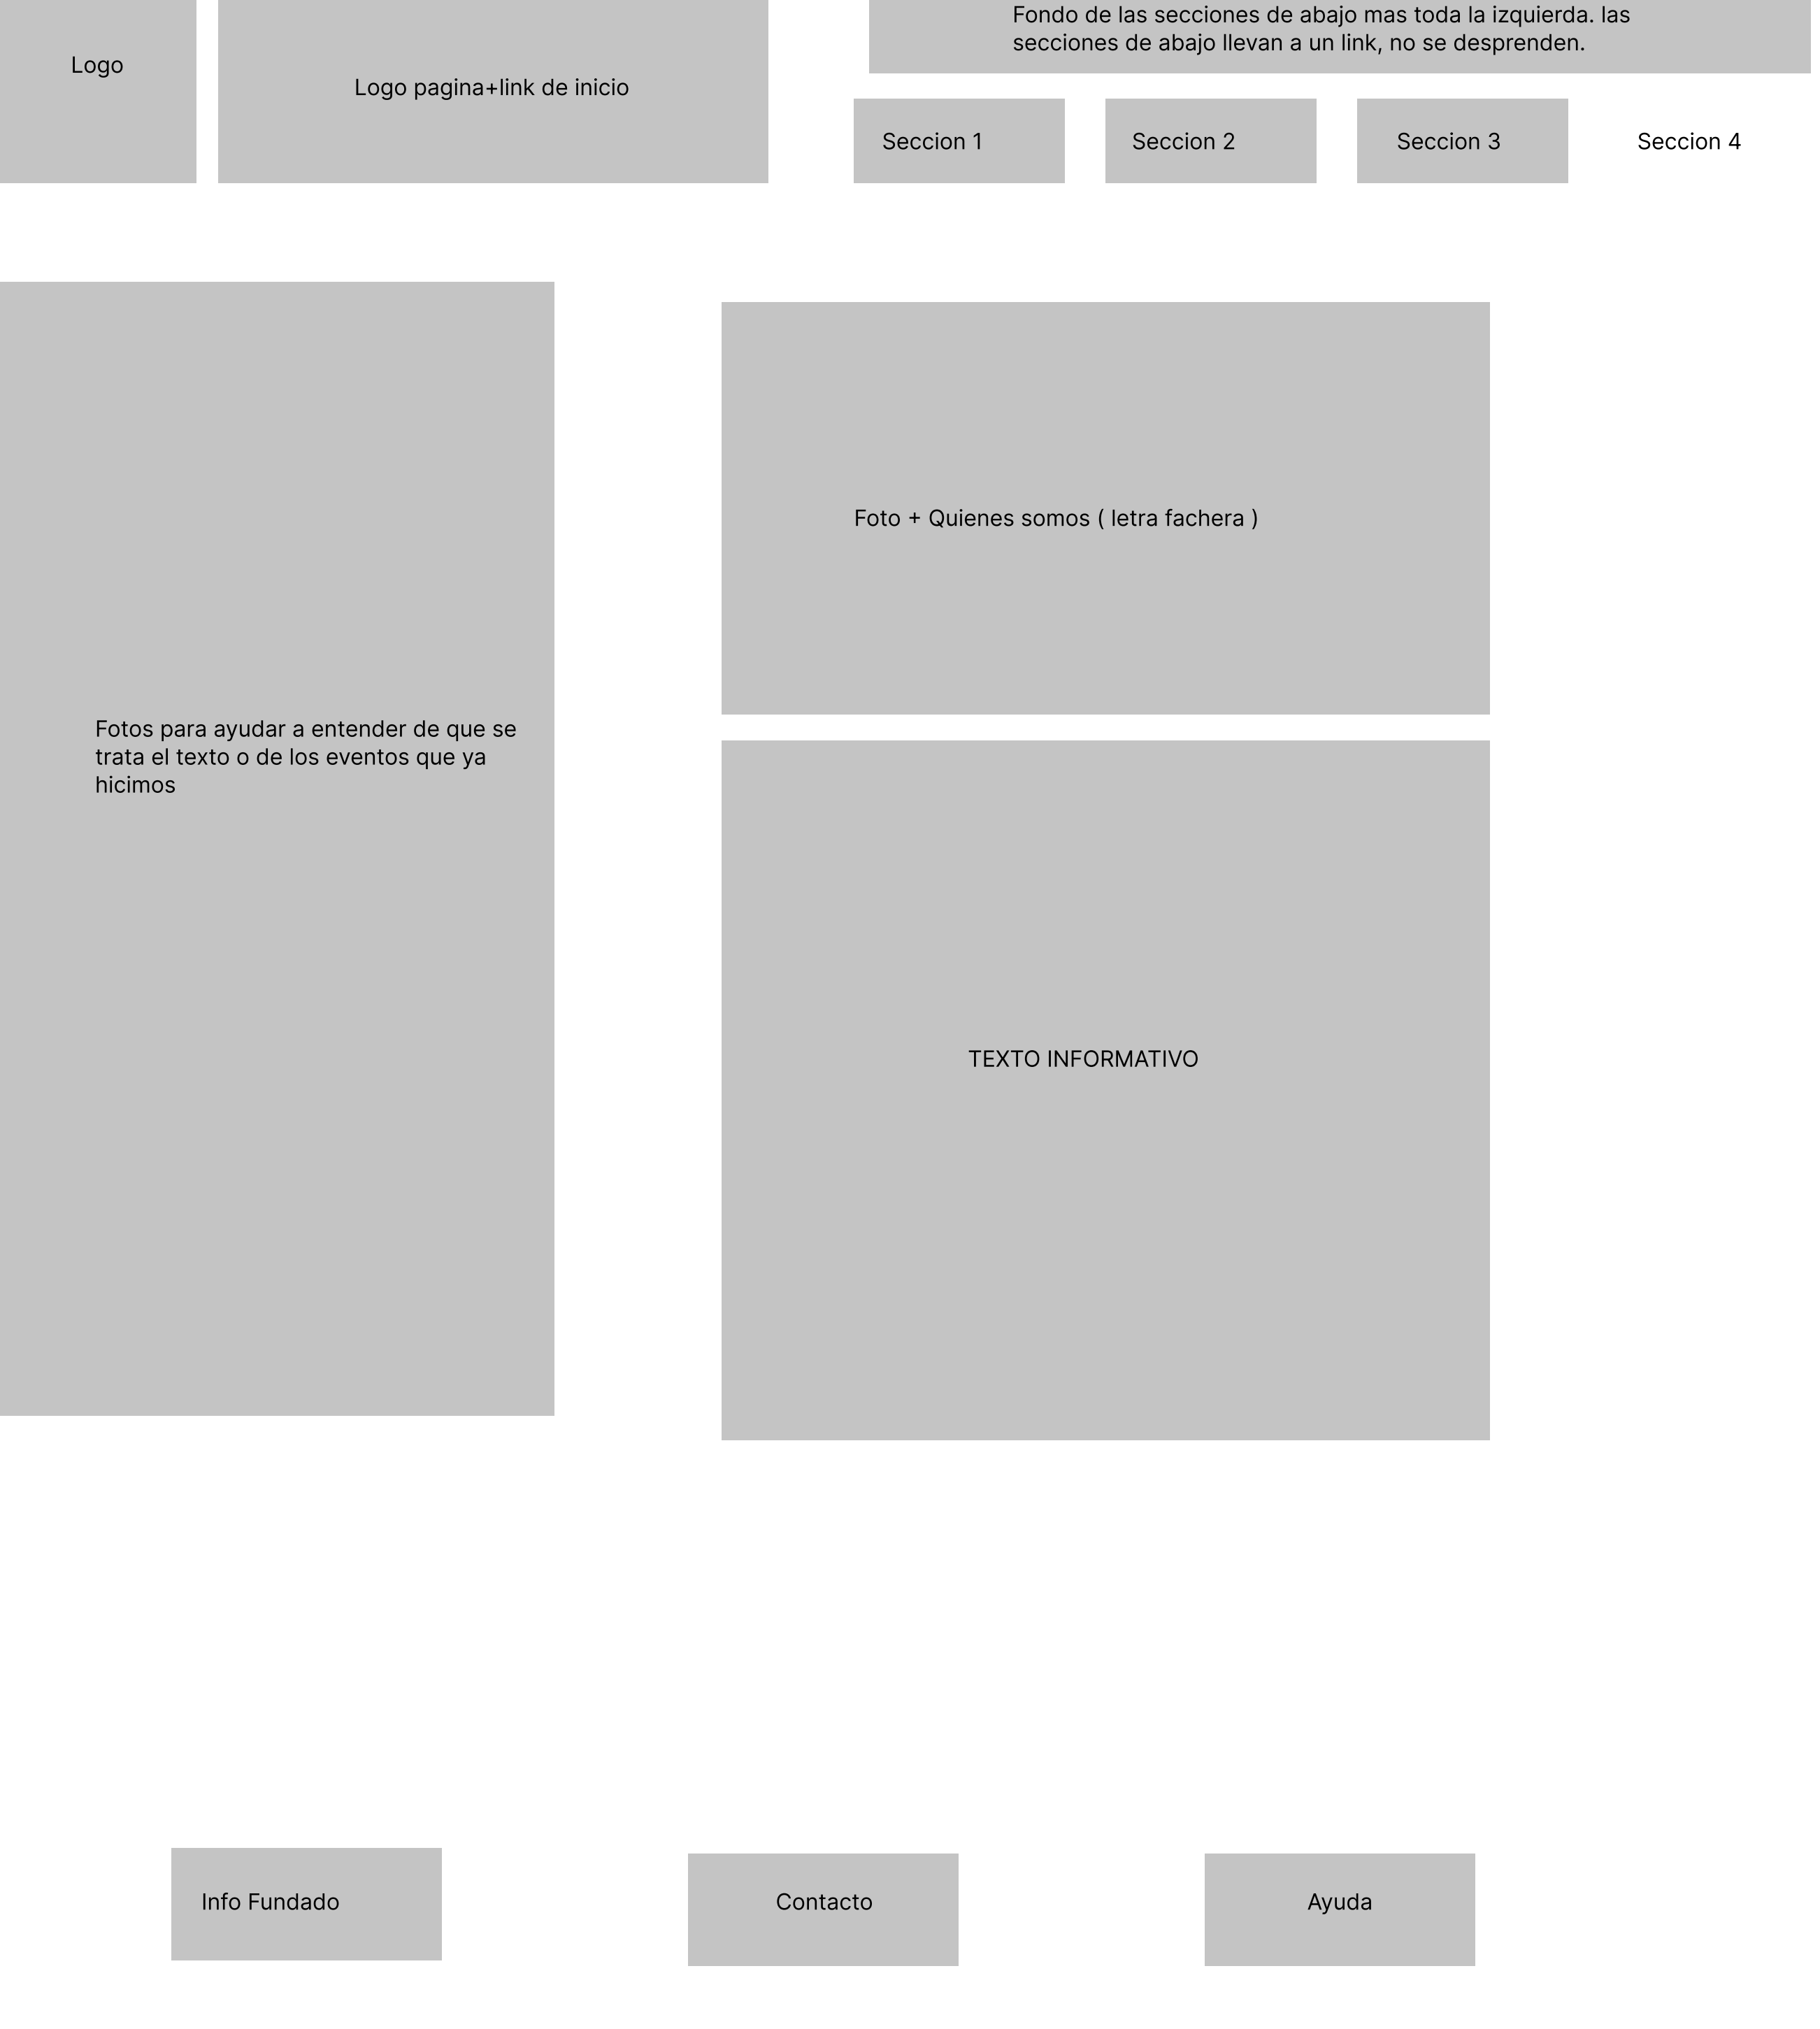 Fondo de las secciones de abajo mas toda la izquierda. las
secciones de abajo llevan a un link, no se desprenden.
Logo
Logo pagina+link de inicio
Seccion 1
Seccion 2
Seccion 3
Seccion 4
Foto + Quienes somos ( letra fachera )
Fotos para ayudar a entender de que se
trata el texto o de los eventos que ya
hicimos
TEXTO INFORMATIVO
Info Fundado
Contacto
Ayuda